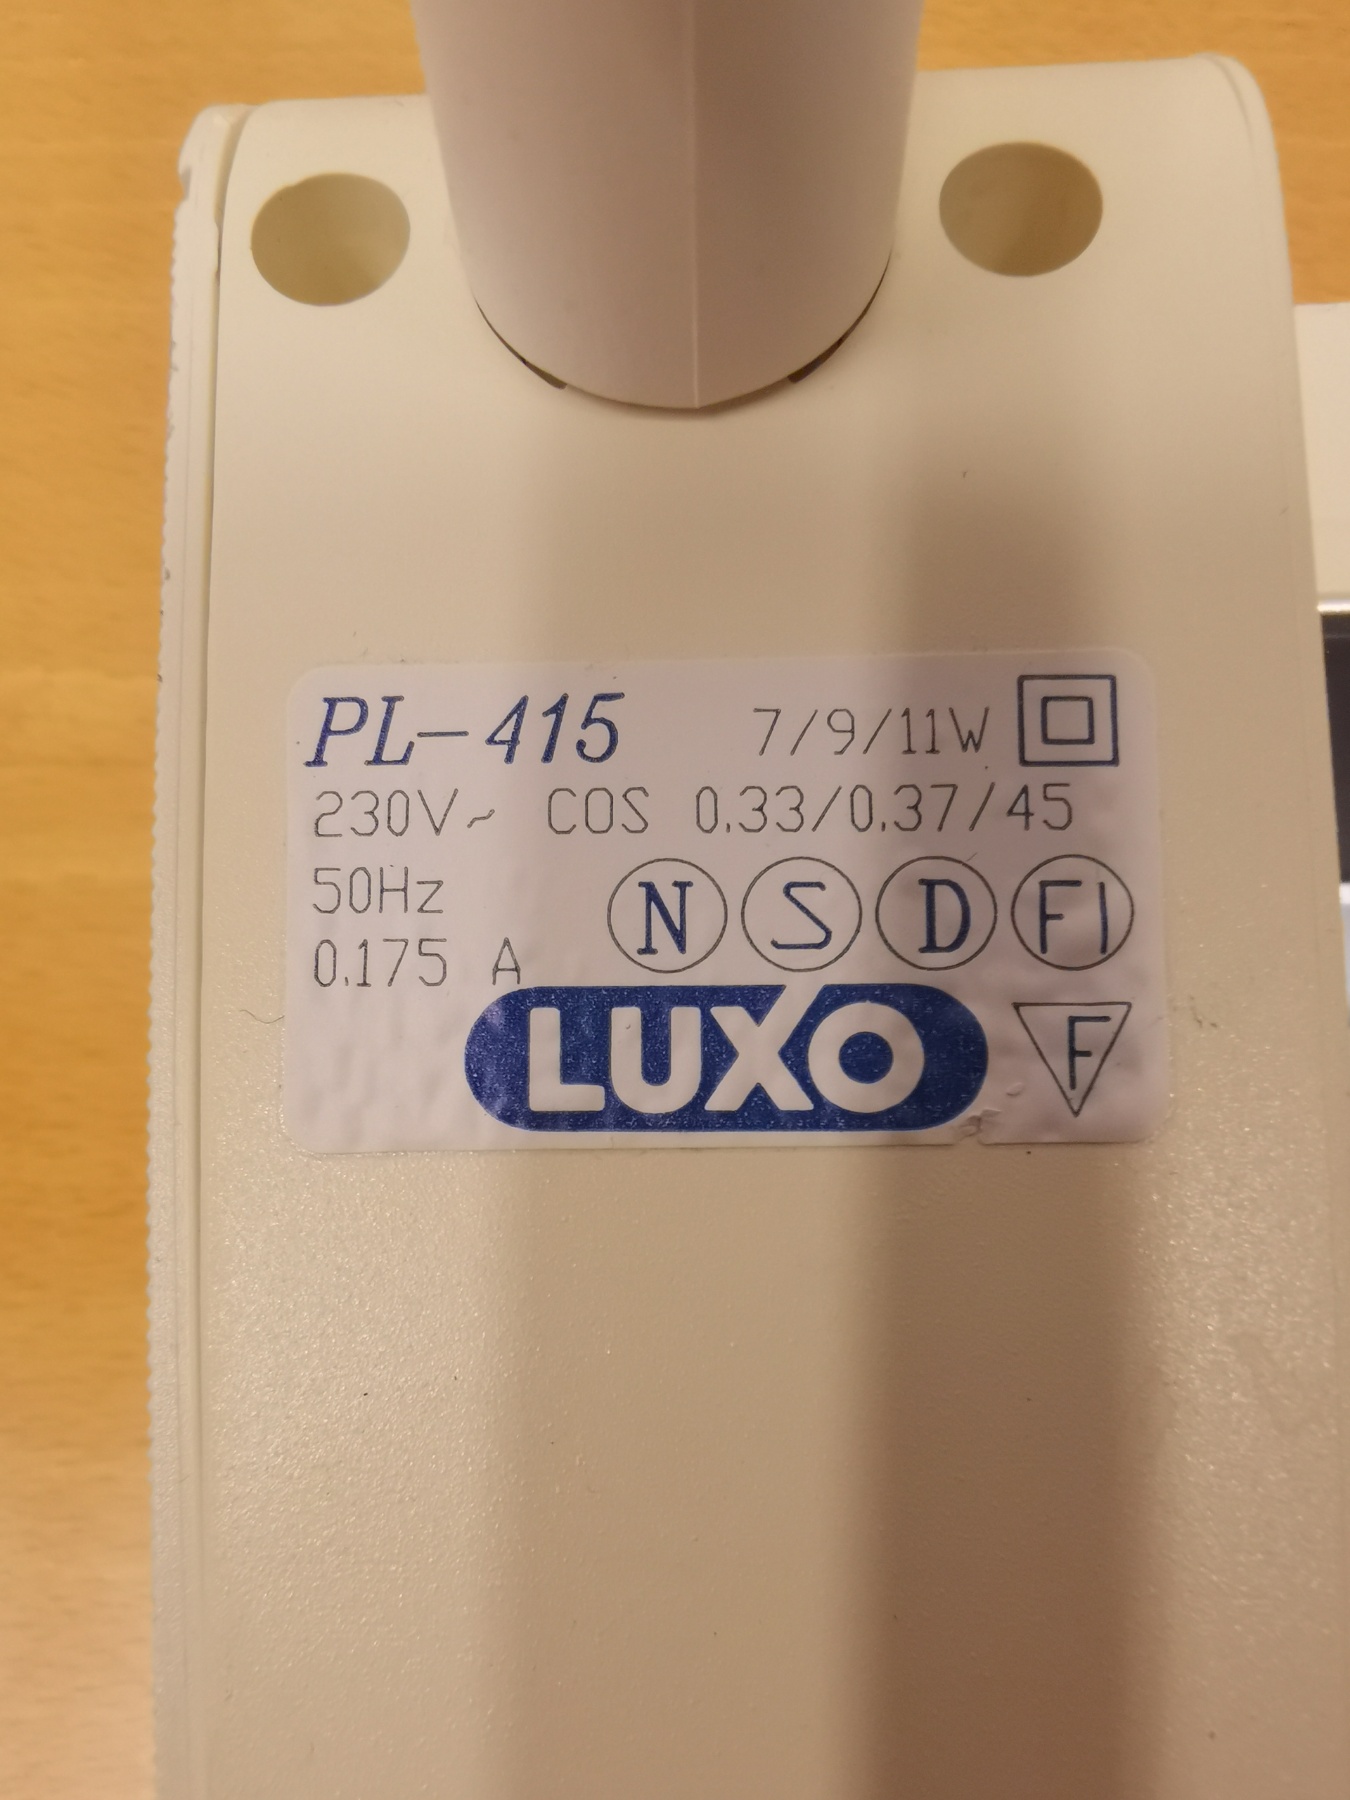 PL-415 7/9/11W
230V~ COS 0.33/0.37/45
50Hz
N S D FI
0.175 A
LUXO
F